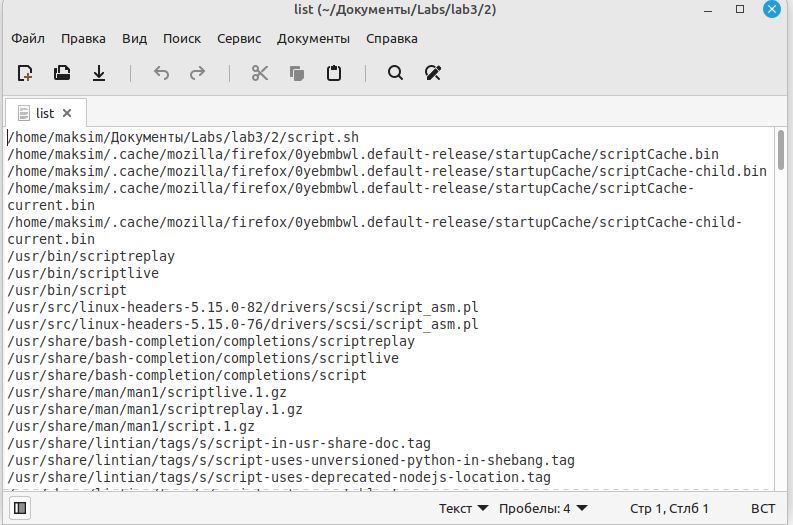 list (~/Документы/Labs/lab3/2)
Файл Правка Вид Поиск Сервис Документы Справка
list
/home/maksim/Документы/Labs/lab3/2/script.sh
/home/maksim/.cache/mozilla/firefox/0yebmbwl.default-release/startupCache/scriptCache.bin
/home/maksim/.cache/mozilla/firefox/0yebmbwl.default-release/startupCache/scriptCache-child.bin
/home/maksim/.cache/mozilla/firefox/0yebmbwl.default-release/startupCache/scriptCache-
current.bin
/home/maksim/.cache/mozilla/firefox/0yebmbwl.default-release/startupCache/scriptCache-child-
current.bin
/usr/bin/scriptreplay
/usr/bin/scriptlive
/usr/bin/script
/usr/src/linux-headers-5.15.0-82/drivers/scsi/script_asm.pl
/usr/src/linux-headers-5.15.0-76/drivers/scsi/script_asm.pl
/usr/share/bash-completion/completions/scriptreplay
/usr/share/bash-completion/completions/scriptlive
/usr/share/bash-completion/completions/script
/usr/share/man/man1/scriptlive.1.gz
/usr/share/man/man1/scriptreplay.1.gz
/usr/share/man/man1/script.1.gz
/usr/share/lintian/tags/s/script-in-usr-share-doc.tag
/usr/share/lintian/tags/s/script-uses-unversioned-python-in-shebang.tag
/usr/share/lintian/tags/s/script-uses-deprecated-nodejs-location.tag
Текст Пробелы: 4 Стр 1, Стлб 1 ВСТ